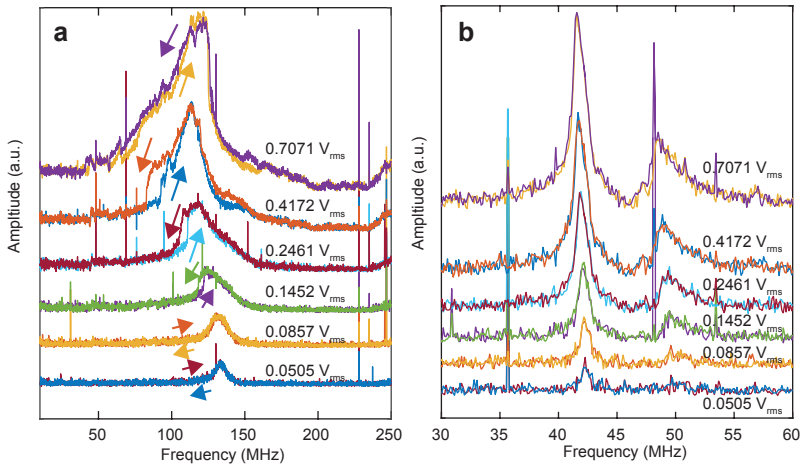 a
Ampltiude (a.u.)
0.7071 Vrms
0.4172 Vrms
0.2461 Vrms
0.1452 Vrms
0.0857 Vrms
0.0505 Vrms
50 100 150 200 250
Frequency (MHz)
b
Ampltiude (a.u.)
0.7071 Vrms
0.4172 Vrms
0.2461 Vrms
0.1452 Vrms
0.0857 Vrms
0.0505 Vrms
30 35 40 45 50 55 60
Frequency (MHz)